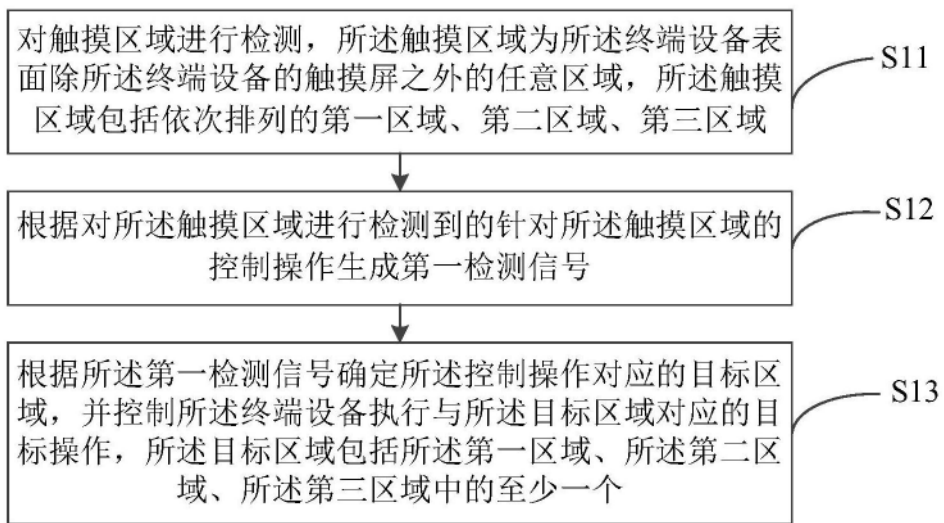 对触摸区域进行检测，所述触摸区域为所述终端设备表
面除所述终端设备的触摸屏之外的任意区域，所述触摸
区域包括依次排列的第一区域、第二区域、第三区域
S11
根据对所述触摸区域进行检测到的针对所述触摸区域的
控制操作生成第一检测信号
S12
根据所述第一检测信号确定所述控制操作对应的目标区
域，并控制所述终端设备执行与所述目标区域对应的目
标操作，所述目标区域包括所述第一区域、所述第二区
域、所述第三区域中的至少一个
S13